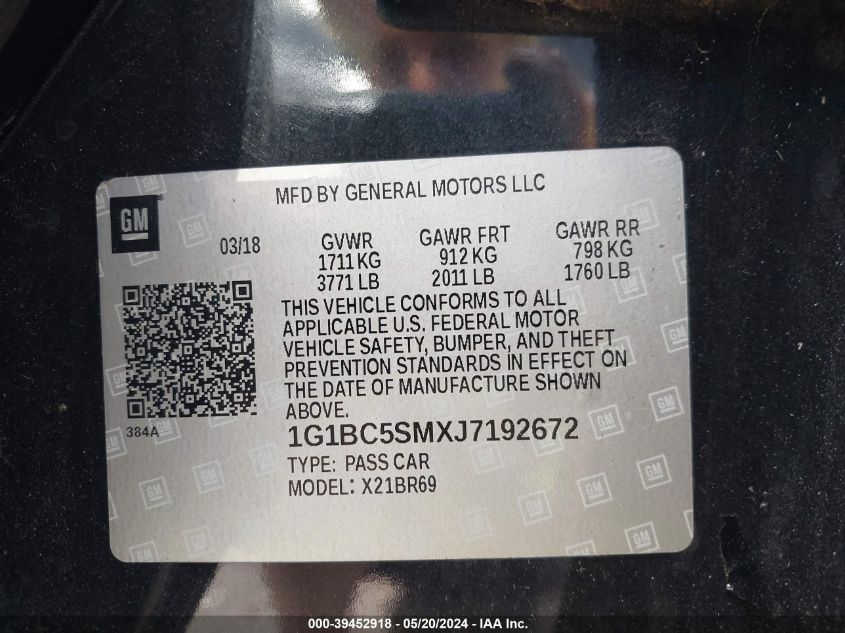 MFD BY GENERAL MOTORS LLC
GM
03/18
GVWR GAWR FRT GAWR RR
1711 KG 912 KG 798 KG
3771 LB 2011 LB 1760 LB
THIS VEHICLE CONFORMS TO ALL
APPLICABLE U.S. FEDERAL MOTOR
VEHICLE SAFETY, BUMPER, AND THEFT
PREVENTION STANDARDS IN EFFECT ON
THE DATE OF MANUFACTURE SHOWN
ABOVE.
384A
1G1BC5SMXJ7192672
TYPE: PASS CAR
MODEL: X21BR69
000-39452918 - 05/20/2024 - IAA Inc.